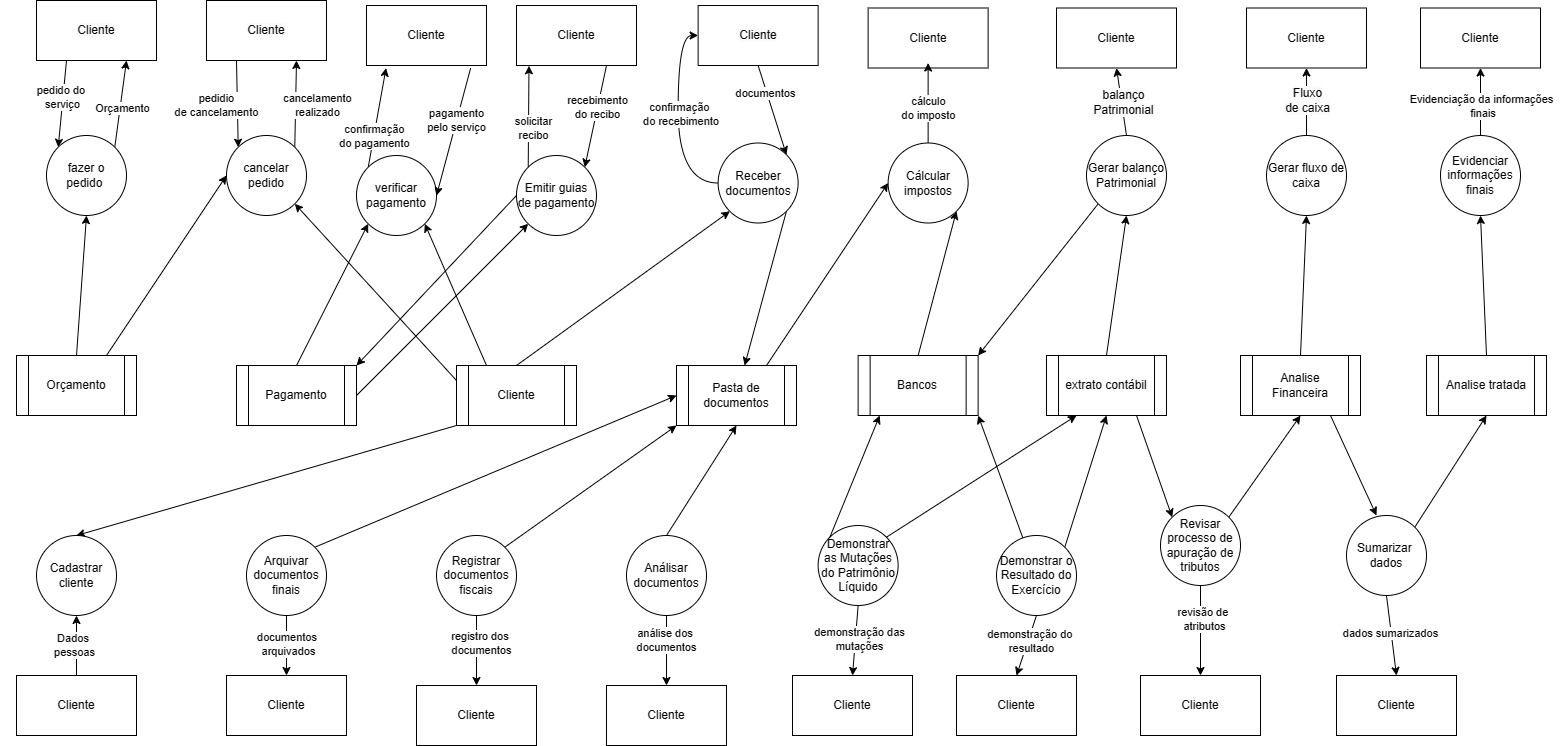 Cliente
Cliente
Cliente
Cliente
Cliente
Cliente
Cliente
Cliente
Cliente
pedido do
serviço
Orçamento
pedidio
de cancelamento
cancelamento
realizado
confirmação
do pagamento
pagamento
pelo serviço
solicitar
recibo
recebimento
do recibo
confirmação
do recebimento
documentos
cálculo
do imposto
balanço
Patrimonial
Fluxo
de caixa
Evidenciação da informações
finais
fazer o
pedido
cancelar
pedido
verificar
pagamento
Emitir guias
de pagamento
Receber
documentos
Cálcular
impostos
Gerar balanço
Patrimonial
Gerar fluxo de
caixa
Evidenciar
informações
finais
Orçamento
Pagamento
Cliente
Pasta de
documentos
Bancos
extrato contábil
Analise
Financeira
Analise tratada
Cadastrar
cliente
Arquivar
documentos
finais
Registrar
documentos
fiscais
Análisar
documentos
Demonstrar
as Mutações
do Patrimônio
Líquido
Demonstrar o
Resultado do
Exercício
Revisar
processo de
apuração de
tributos
Sumarizar
dados
Dados
pessoas
documentos
arquivados
registro dos
documentos
análise dos
documentos
demonstração das
mutações
demonstração do
resultado
revisão de
atributos
dados sumarizados
Cliente
Cliente
Cliente
Cliente
Cliente
Cliente
Cliente
Cliente